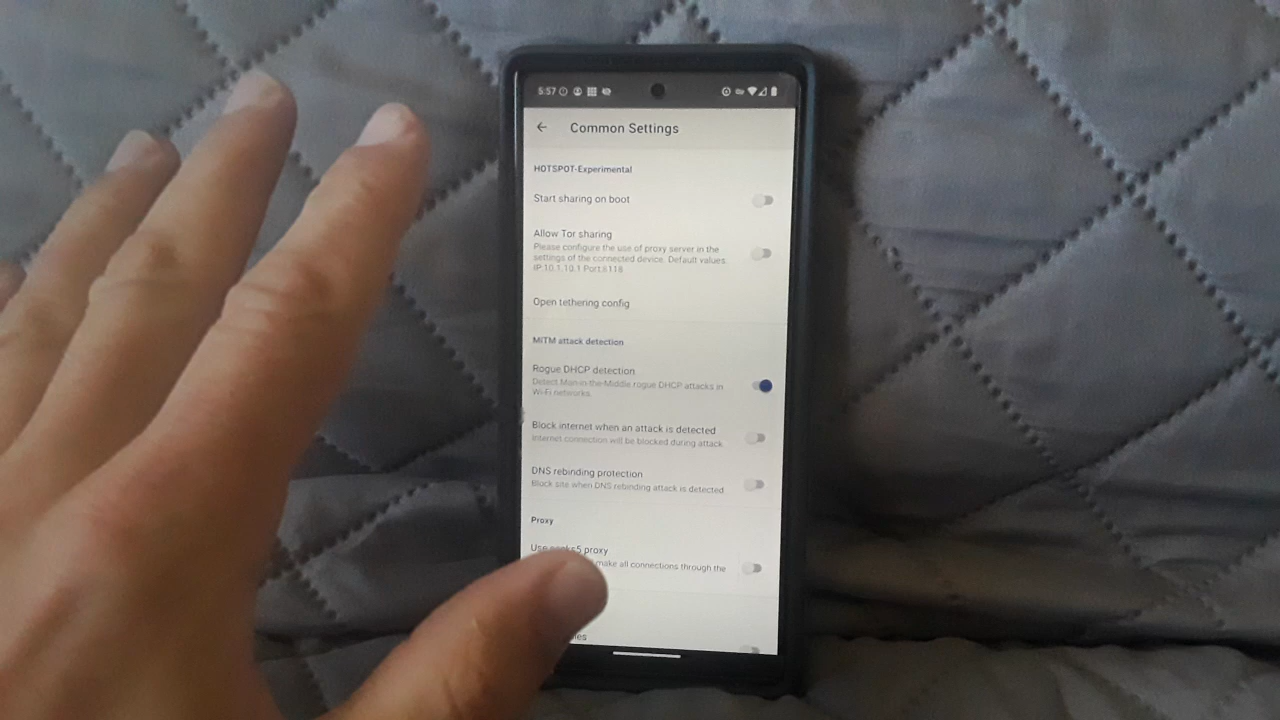 5:57
Common Settings
HOTSPOT-Experimental
Start sharing on boot
Allow Tor sharing
Please configure the use of proxy server in the
settings of the connected device. Default values:
IP:10.1.10.1 Port:8118
Open tethering config
MITM attack detection
Rogue DHCP detection
Detect Man-in-the-Middle rogue DHCP attacks in
Wi-Fi networks.
Block internet when an attack is detected
Internet connection will be blocked during attack
DNS rebinding protection
Block site when DNS rebinding attack is detected
Proxy
Use proxy
make all connections through the